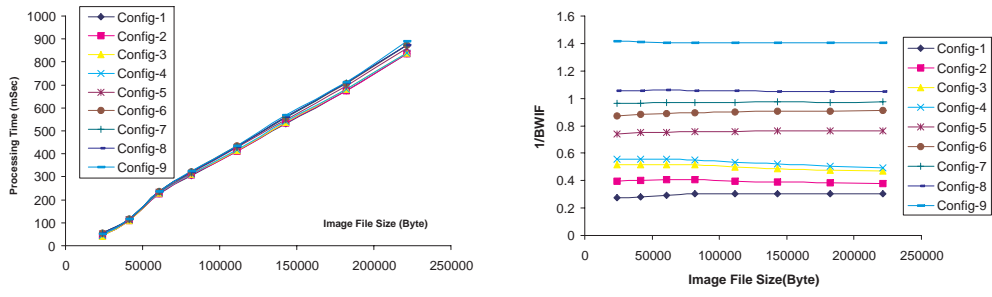 Processing Time (mSec)
1000
900
800
700
600
500
400
300
200
100
0
Config-1
Config-2
Config-3
Config-4
Config-5
Config-6
Config-7
Config-8
Config-9
Image File Size (Byte)
0
50000
100000
150000
200000
250000
1/BWIF
1.6
1.4
1.2
1
0.8
0.6
0.4
0.2
0
0
50000
100000
150000
200000
250000
Image File Size(Byte)
Config-1
Config-2
Config-3
Config-4
Config-5
Config-6
Config-7
Config-8
Config-9